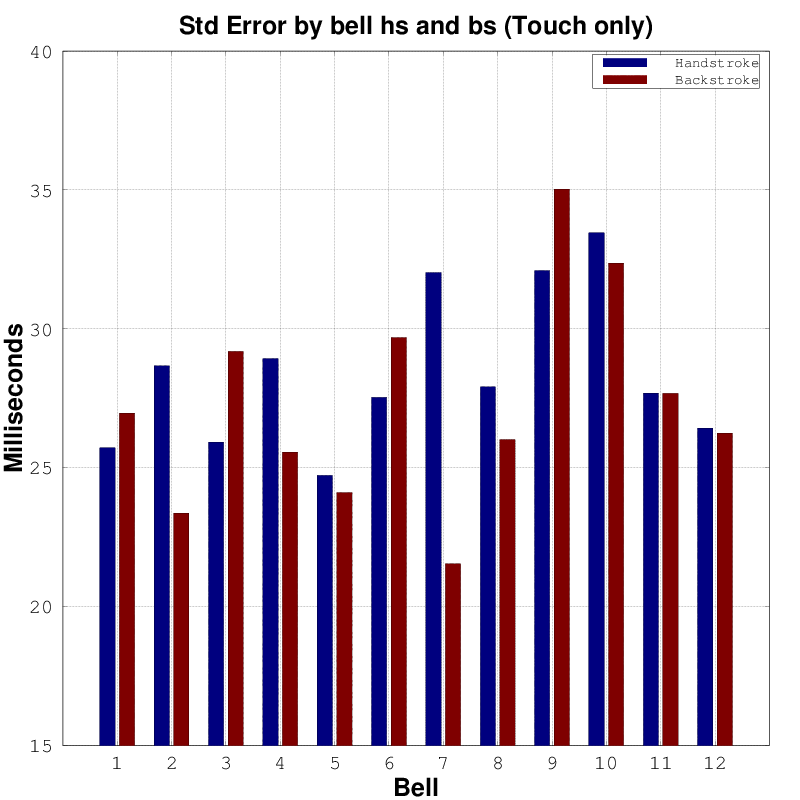 Std Error by bell hs and bs (Touch only)
Handstroke
Backstroke
40
35
30
25
20
15
Milliseconds
1 2 3 4 5 6 7 8 9 10 11 12
Bell